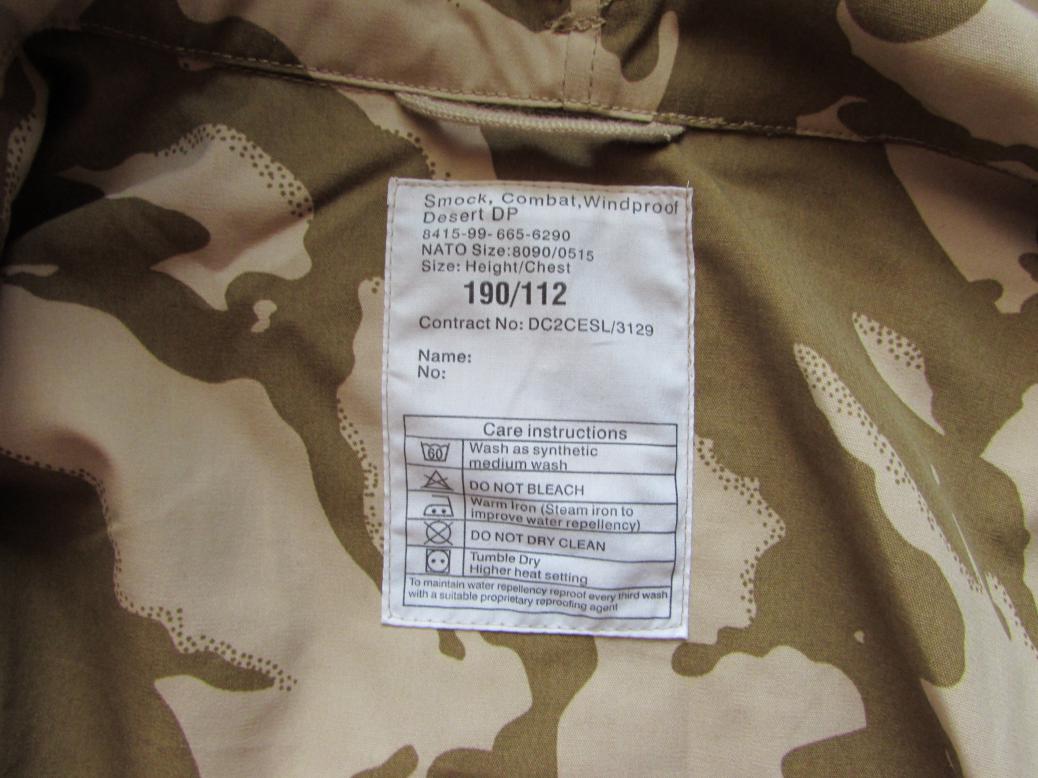 Smock, Combat,Windproof
Desert DP
8415-99-665-6290
NATO Size:8090/0515
Size: Height/Chest
190/112
Contract No: DC2CESL/3129
Name:
No:
Care instructions
60
Wash as synthetic
medium wash
DO NOT BLEACH
Warm Iron (Steam iron to
improve water repellency)
DO NOT DRY CLEAN
Tumble Dry
Higher heat setting
To maintain water repellency reproof every third wash
with a suitable proprietary reproofing agent